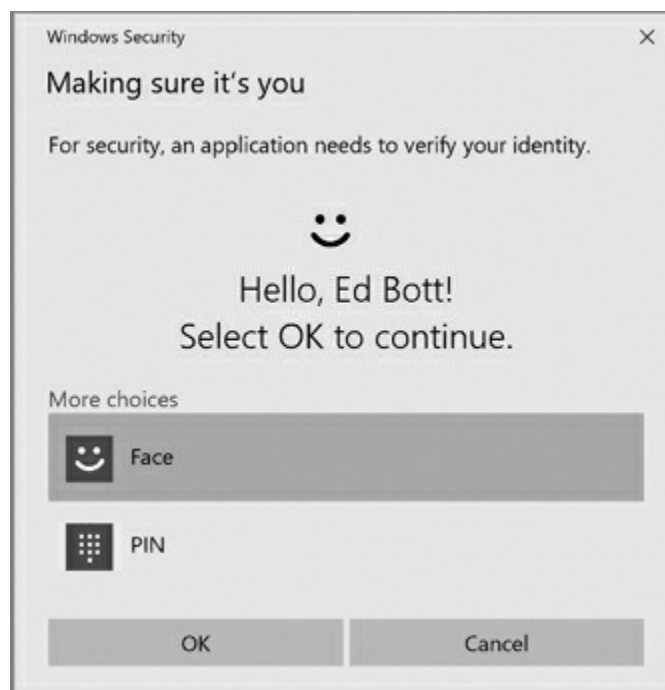 Windows Security
Making sure it's you
For security, an application needs to verify your identity.
Hello, Ed Bott!
Select OK to continue.
More choices
Face
PIN
OK
Cancel